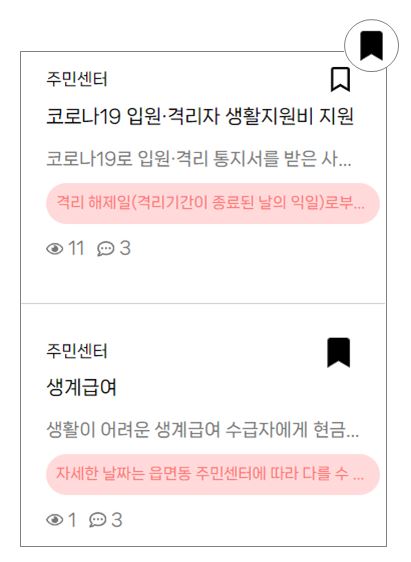 주민센터
코로나19 입원·격리자 생활지원비 지원
코로나19로 입원·격리 통지서를 받은 사...
격리 해제일(격리기간이 종료된 날의 익일)로부...
11 3
주민센터
생계급여
생활이 어려운 생계급여 수급자에게 현금...
자세한 날짜는 읍면동 주민센터에 따라 다를 수 ...
1 3